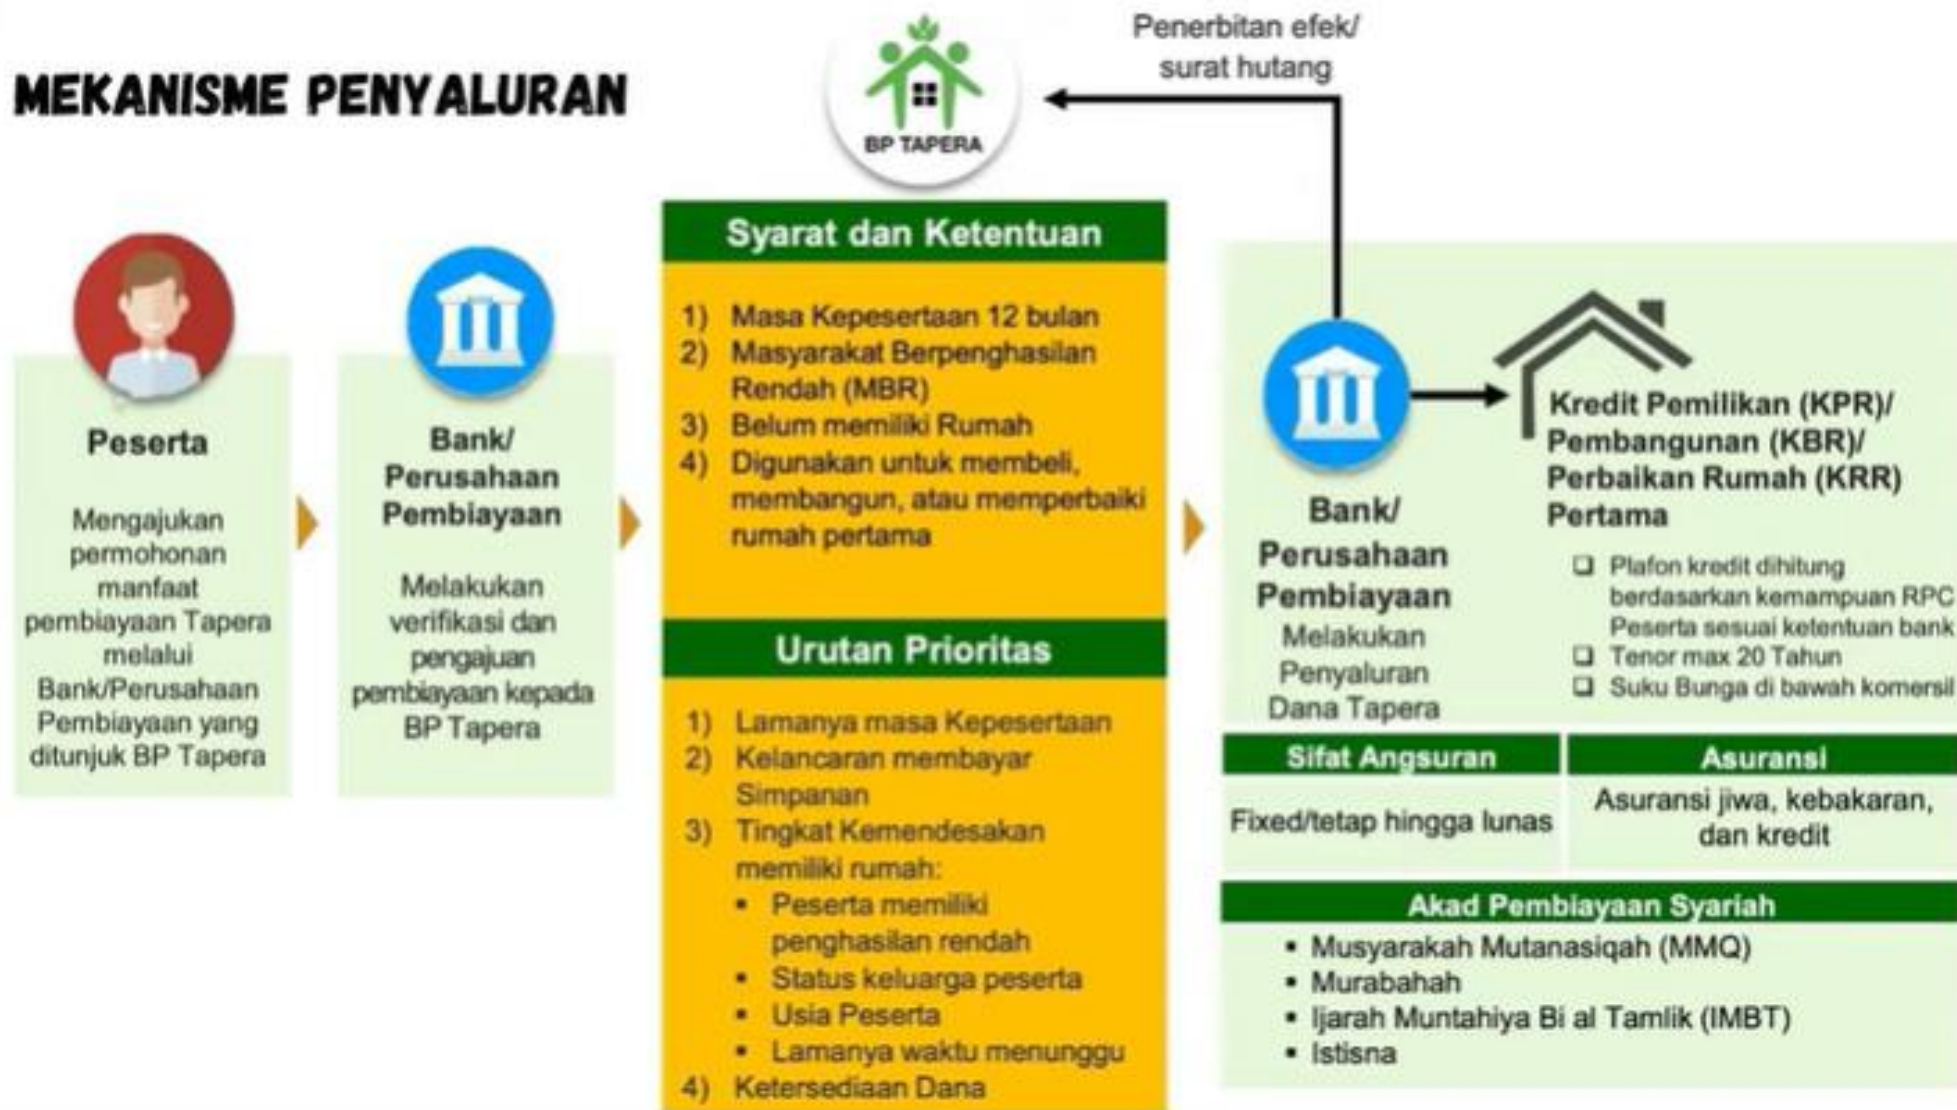 MEKANISME PENYALURAN
BP TAPERA
Penerbitan efek/
surat hutang
Peserta
Mengajukan
permohonan
manfaat
pembiayaan Tapera
melalui
Bank/Perusahaan
Pembiayaan yang
ditunjuk BP Tapera
Bank/
Perusahaan
Pembiayaan
Melakukan
verifikasi dan
pengajuan
pembiayaan kepada
BP Tapera
Syarat dan Ketentuan
1) Masa Kepesertaan 12 bulan
2) Masyarakat Berpenghasilan
Rendah (MBR)
3) Belum memiliki Rumah
4) Digunakan untuk membeli,
membangun, atau memperbaiki
rumah pertama
Urutan Prioritas
1) Lamanya masa Kepesertaan
2) Kelancaran membayar
Simpanan
3) Tingkat Kemendesakan
memiliki rumah:
▪ Peserta memiliki
penghasilan rendah
▪ Status keluarga peserta
▪ Usia Peserta
▪ Lamanya waktu menunggu
4) Ketersediaan Dana
Bank/
Perusahaan
Pembiayaan
Melakukan
Penyaluran
Dana Tapera
Kredit Pemilikan (KPR)/
Pembangunan (KBR)/
Perbaikan Rumah (KRR)
Pertama
❑ Plafon kredit dihitung
berdasarkan kemampuan RPC
Peserta sesuai ketentuan bank
❑ Tenor max 20 Tahun
❑ Suku Bunga di bawah komersil
Sifat Angsuran
Fixed/tetap hingga lunas
Asuransi
Asuransi jiwa, kebakaran,
dan kredit
Akad Pembiayaan Syariah
▪ Musyarakah Mutanasiqah (MMQ)
▪ Murabahah
▪ Ijarah Muntahiya Bi al Tamlik (IMBT)
▪ Istisna